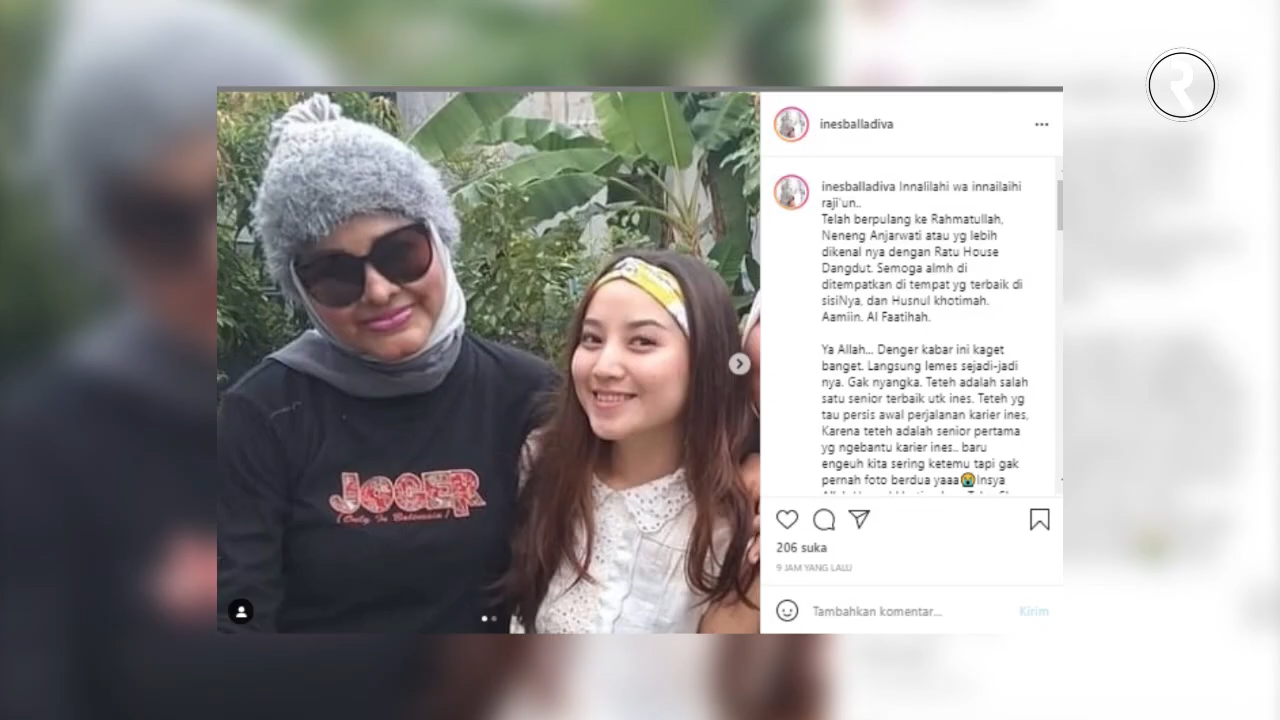 R
inesballadiva
inesballadiva Innalilahi wa innailaihi
raji'un..
Telah berpulang ke Rahmatullah,
Neneng Anjarwati atau yg lebih
dikenal nya dengan Ratu House
Dangdut. Semoga almh di
ditempatkan di tempat yg terbaik di
sisiNya, dan Husnul khotimah.
Aamiin. Al Faatihah.
Ya Allah... Denger kabar ini kaget
banget. Langsung lemes sejadi-jadi
nya. Gak nyangka. Teteh adalah salah
satu senior terbaik utk ines. Teteh yg
tau persis awal perjalanan karier ines,
Karena teteh adalah senior pertama
yg ngebantu karier ines.. baru
engeuh kita sering ketemu tapi gak
pernah foto berdua yaaa😭Insya
JOGER
(Only In Bali
206 suka
9 JAM YANG LALU
Tambahkan komentar...
Kirim